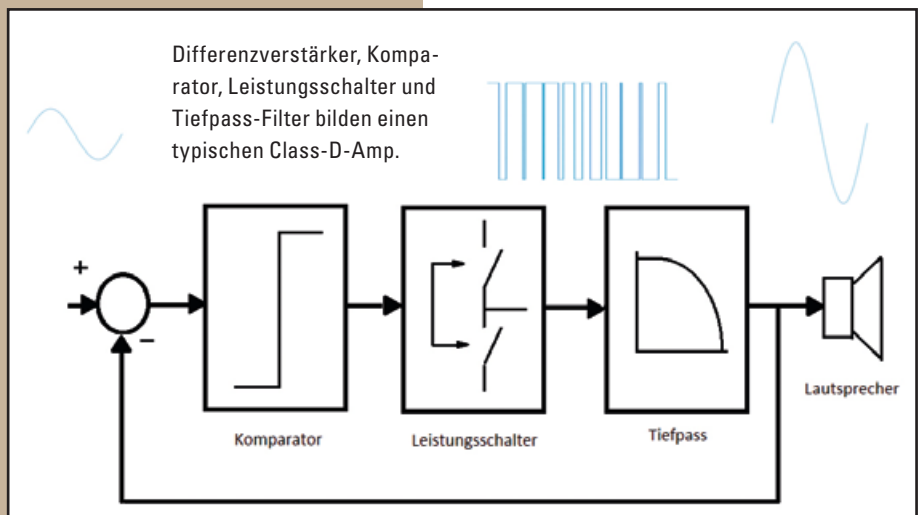 Differenzverstärker, Kompa-
rator, Leistungsschalter und
Tiefpass-Filter bilden einen
typischen Class-D-Amp.
+
−
Komparator
Leistungsschalter
Tiefpass
Lautsprecher